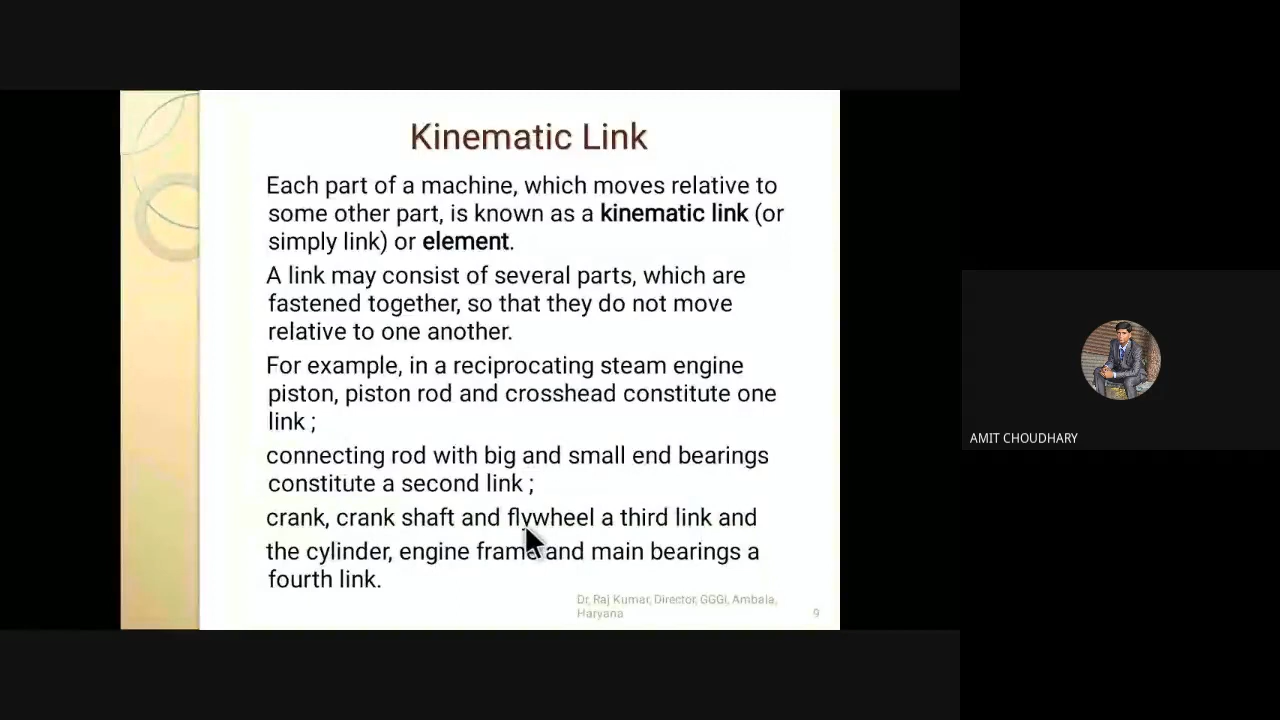 Kinematic Link
Each part of a machine, which moves relative to
some other part, is known as a kinematic link (or
simply link) or element.
A link may consist of several parts, which are
fastened together, so that they do not move
relative to one another.
For example, in a reciprocating steam engine
piston, piston rod and crosshead constitute one
link ;
connecting rod with big and small end bearings
constitute a second link ;
crank, crank shaft and flywheel a third link and
the cylinder, engine frame and main bearings a
fourth link.
Dr, Raj Kumar, Director, GGGI, Ambala,
Haryana
9
AMIT CHOUDHARY